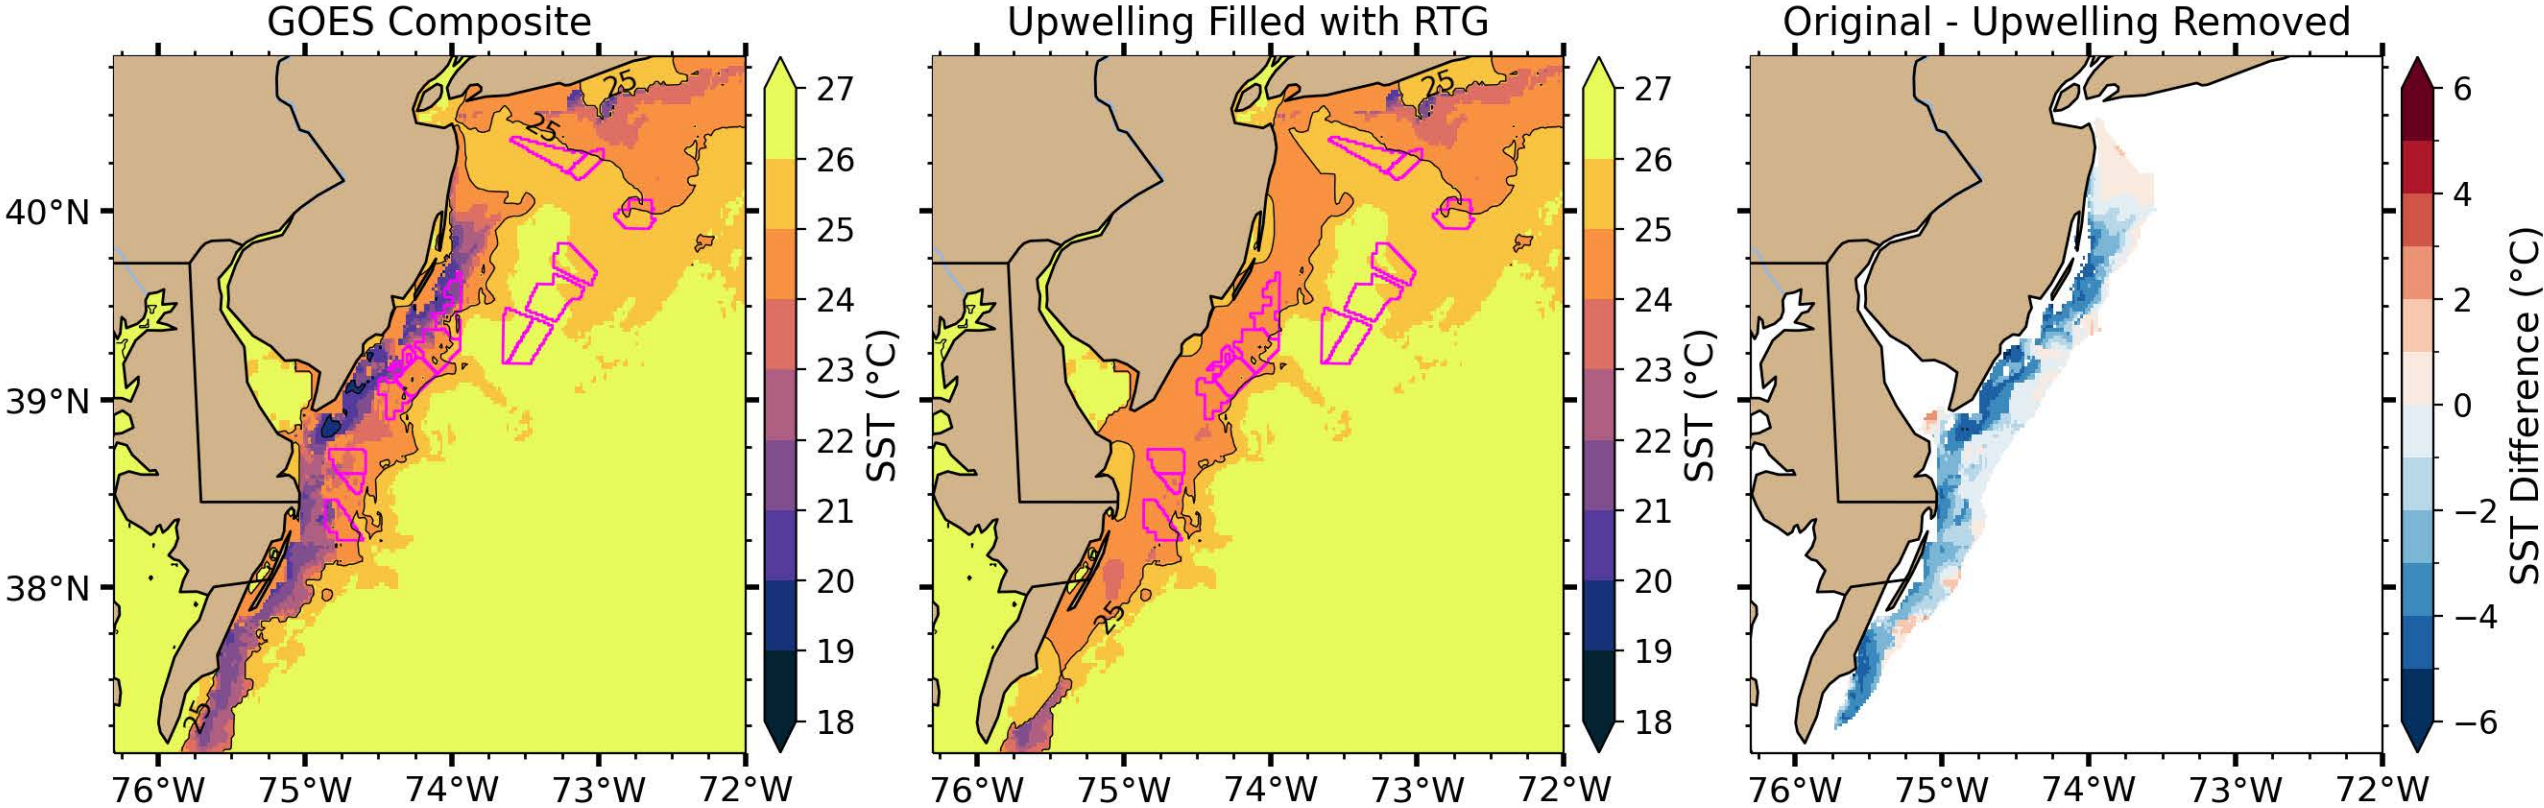 GOES Composite
Upwelling Filled with RTG
Original - Upwelling Removed
40°N
39°N
38°N
76°W
75°W
74°W
73°W
72°W
25
25
25
27
26
25
24
23
22
21
20
19
18
SST (°C)
76°W
75°W
74°W
73°W
72°W
25
25
27
26
25
24
23
22
21
20
19
18
SST (°C)
76°W
75°W
74°W
73°W
72°W
6
4
2
0
−2
−4
−6
SST Difference (°C)